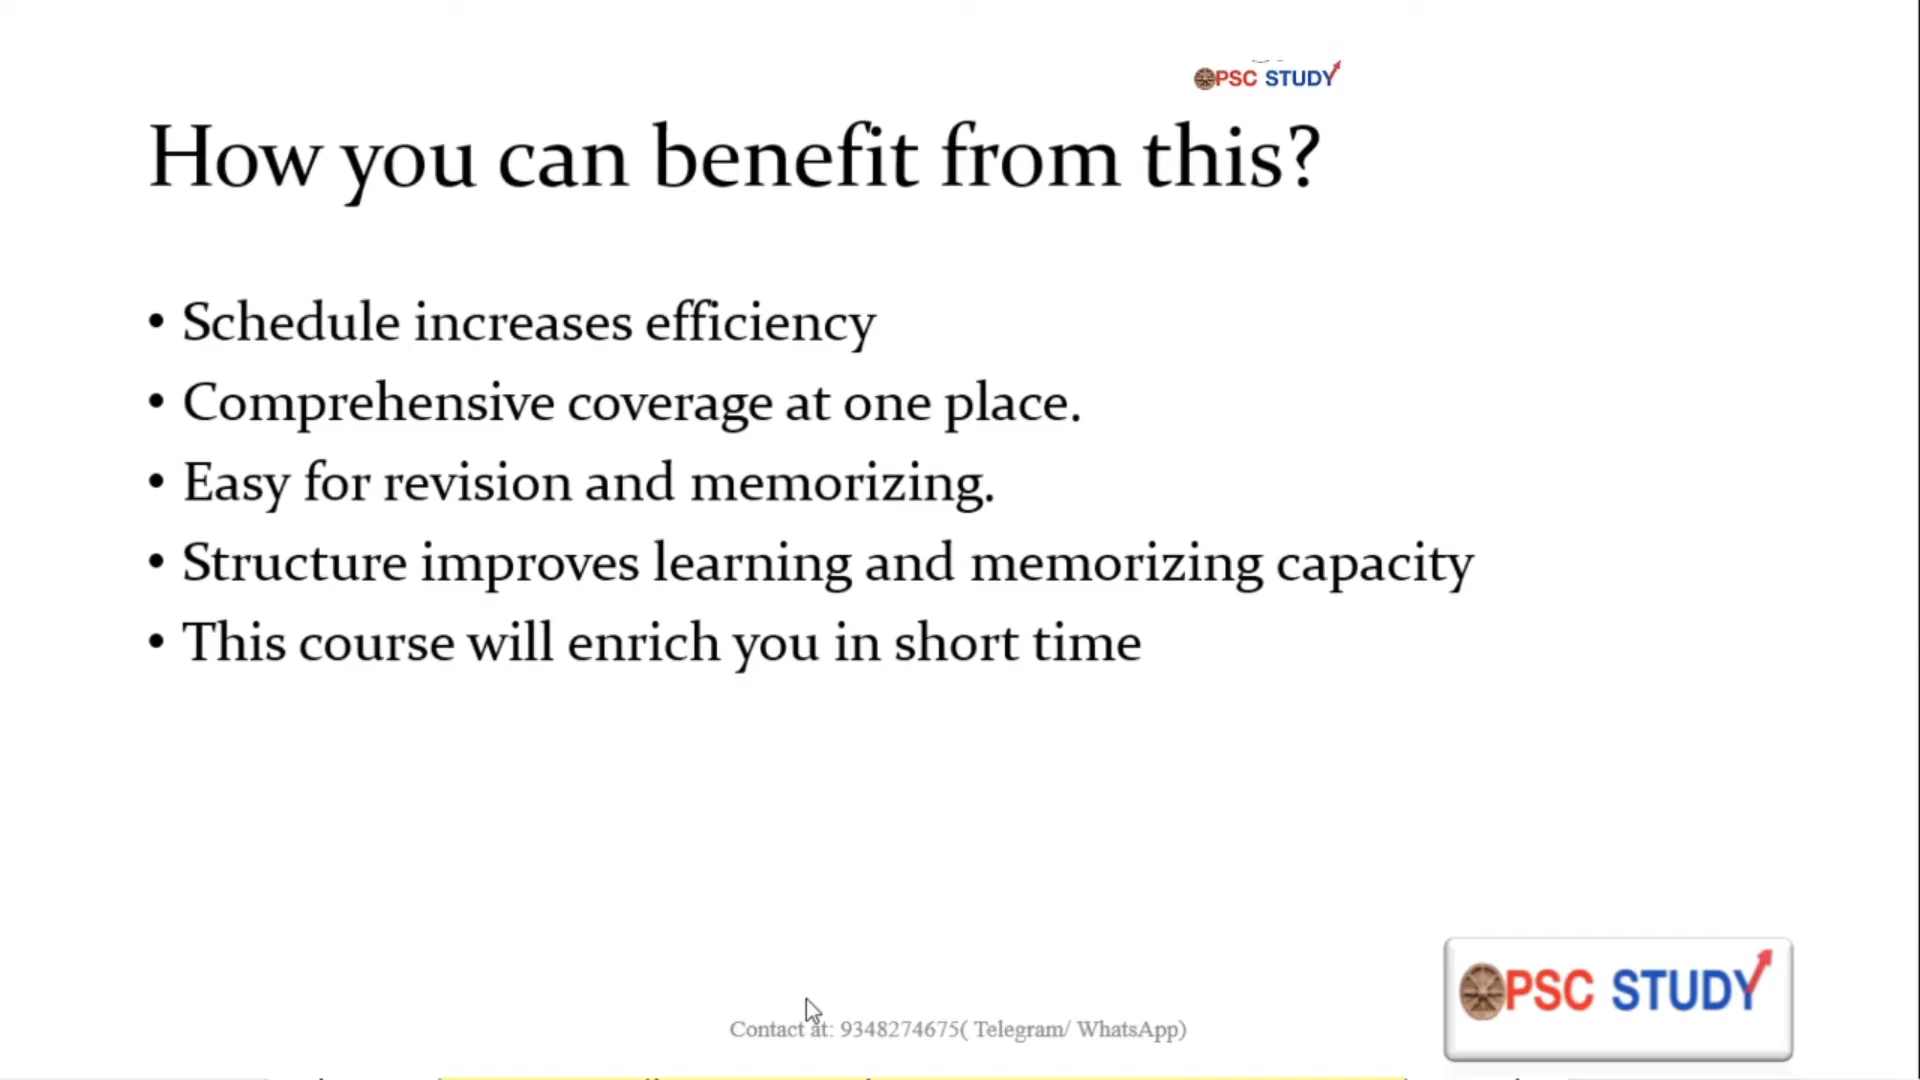 PSC STUDY
How you can benefit from this?
• Schedule increases efficiency
• Comprehensive coverage at one place.
• Easy for revision and memorizing.
• Structure improves learning and memorizing capacity
• This course will enrich you in short time
PSC STUDY
Contact at: 9348274675( Telegram/ WhatsApp)